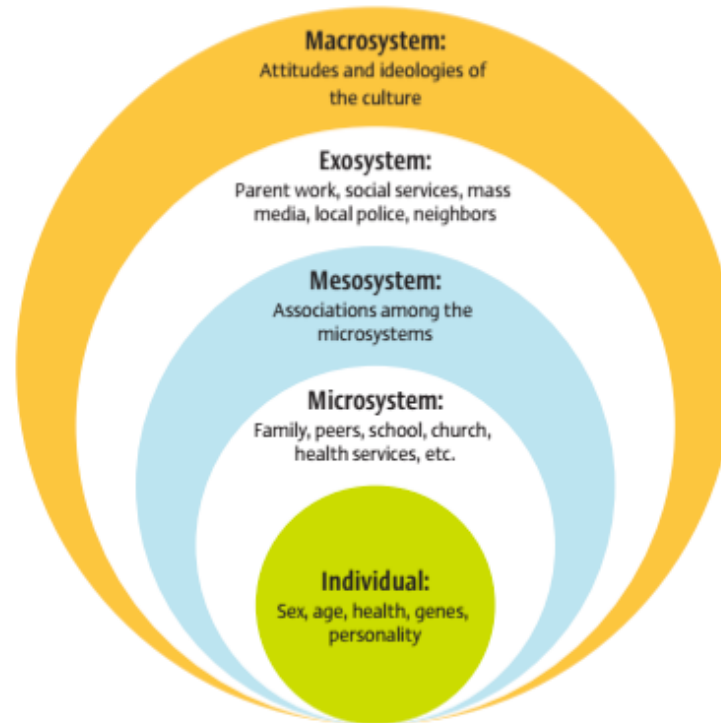 Macrosystem:
Attitudes and ideologies of
the culture
Exosystem:
Parent work, social services, mass
media, local police, neighbors
Mesosystem:
Associations among the
microsystems
Microsystem:
Family, peers, school, church,
health services, etc.
Individual:
Sex, age, health, genes,
personality